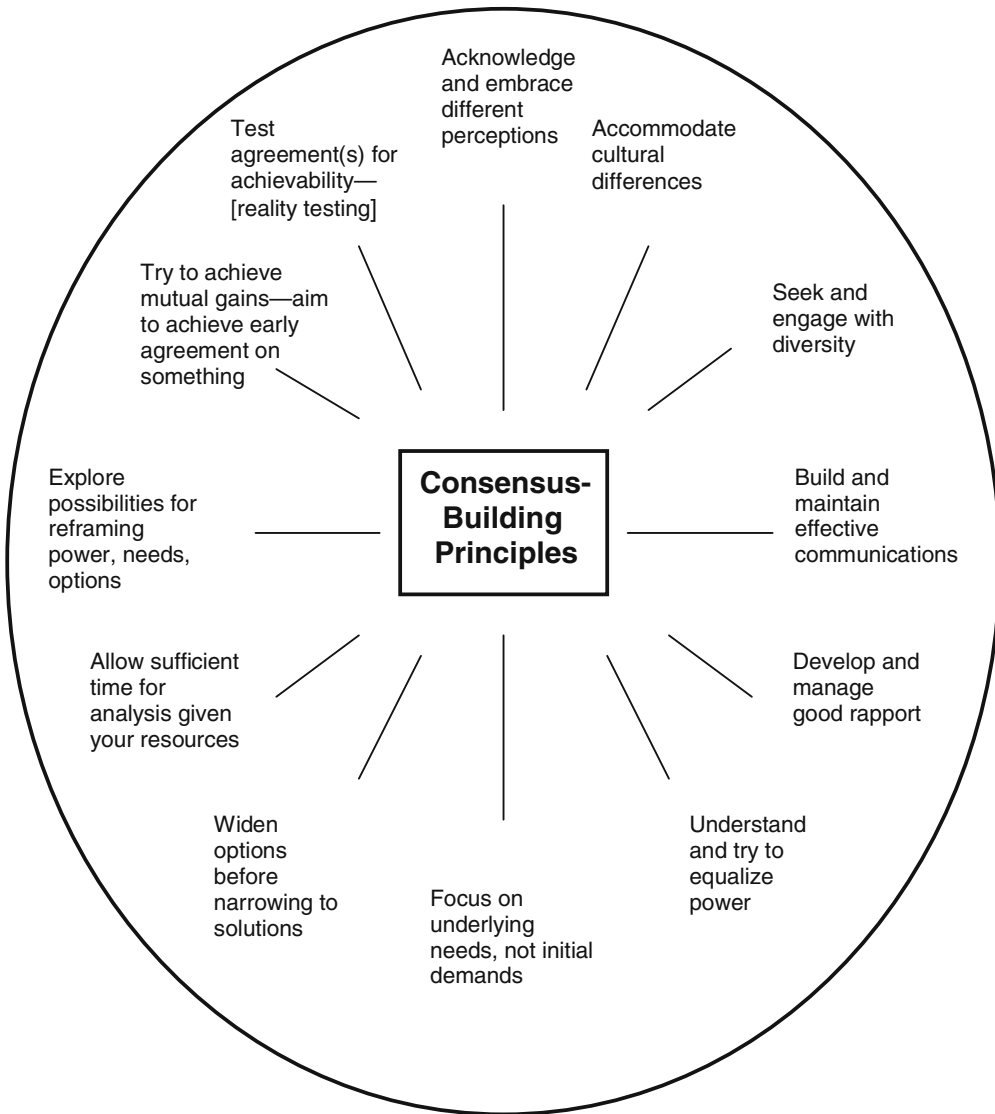 Acknowledge
and embrace
different
perceptions
Accommodate
cultural
differences
Seek and
engage with
diversity
Build and
maintain
effective
communications
Develop and
manage
good rapport
Understand
and try to
equalize
power
Focus on
underlying
needs, not initial
demands
Widen
options
before
narrowing to
solutions
Allow sufficient
time for
analysis given
your resources
Explore
possibilities for
reframing
power, needs,
options
Try to achieve
mutual gains—aim
to achieve early
agreement on
something
Test
agreement(s) for
achievability—
[reality testing]
Consensus-
Building
Principles